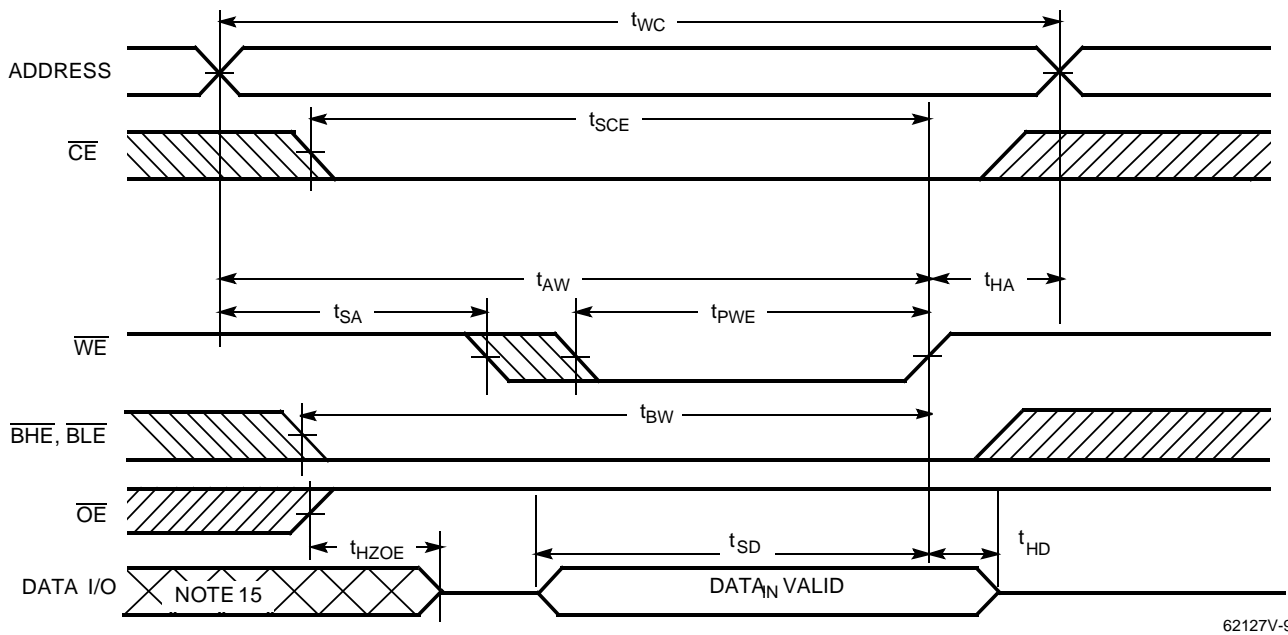 tWC
ADDRESS
tSCE
CE
tAW
tHA
tSA
tPWE
WE
tBW
BHE, BLE
OE
tHZOE
tSD
tHD
DATA I/O
NOTE 15
DATAIN VALID
62127V-9